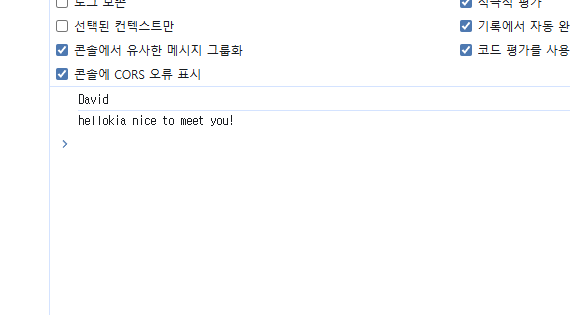 로그 보존
적극적 평가
선택된 컨텍스트만
기록에서 자동 완
콘솔에서 유사한 메시지 그룹화
코드 평가를 사용
콘솔에 CORS 오류 표시
David
hellokia nice to meet you!